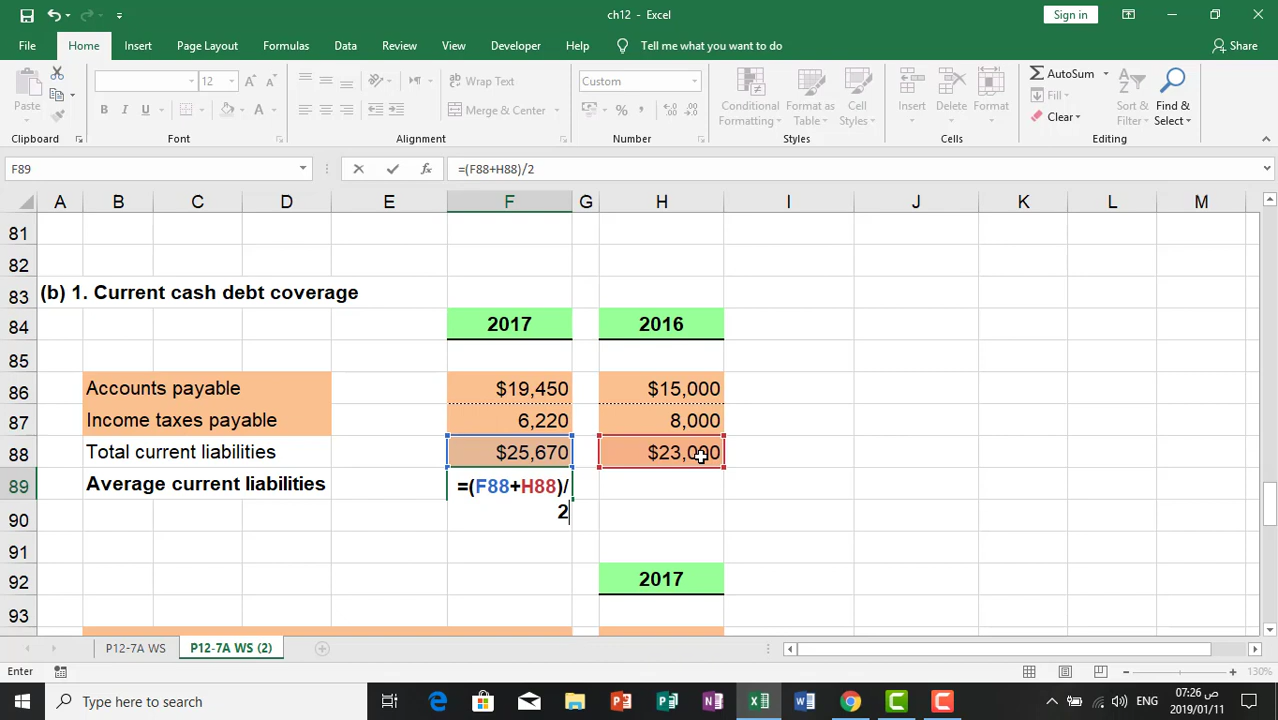 ch12 - Excel
Sign in
File Home Insert Page Layout Formulas Data Review View Developer Help Tell me what you want to do Share
Paste
12
A A
Wrap Text
Custom
AutoSum
B I U
Merge & Center
$ % ,
Fill
Clear
Conditional Formatting
Format as Table
Cell Styles
Insert
Delete
Format
Sort & Filter
Find & Select
Clipboard Font Alignment Number Styles Cells Editing
F89 fx =(F88+H88)/2
A B C D E F G H I J K L M
81
82
83 (b) 1. Current cash debt coverage
84 2017 2016
85
86 Accounts payable $19,450 $15,000
87 Income taxes payable 6,220 8,000
88 Total current liabilities $25,670 $23,000
89 Average current liabilities =(F88+H88)/
90 2
91
92 2017
93
P12-7A WS P12-7A WS (2)
Enter 130%
Type here to search
ENG
07:26 ص
2019/01/11